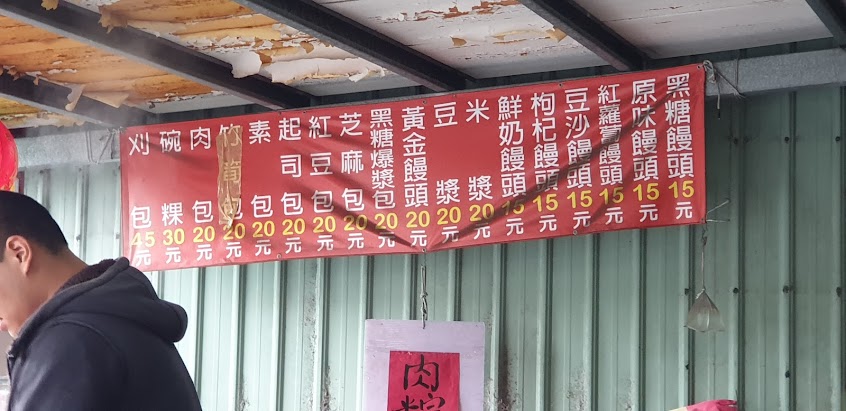 黑糖饅頭15元
原味饅頭15元
紅蘿蔔饅頭15元
豆沙饅頭15元
枸杞饅頭15元
鮮奶饅頭15元
米漿20元
豆漿20元
黃金饅頭20元
黑糖爆漿包20元
芝麻包20元
紅豆包20元
起司包20元
素包20元
竹筍包20元
肉包20元
碗粿30元
刈包45元
肉粽